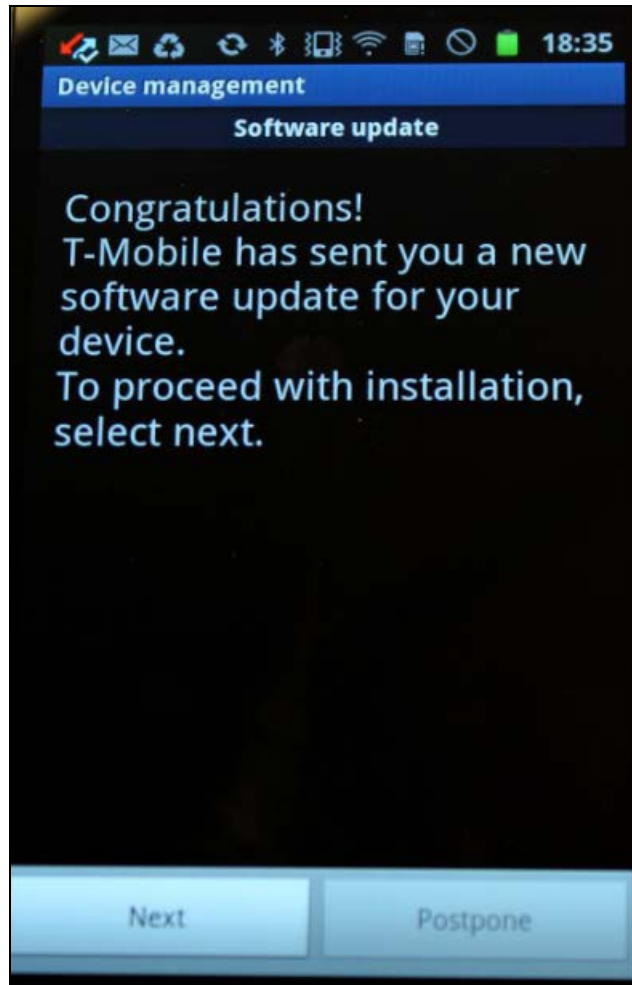 18:35
Device management
Software update
Congratulations!
T-Mobile has sent you a new
software update for your
device.
To proceed with installation,
select next.
Next
Postpone